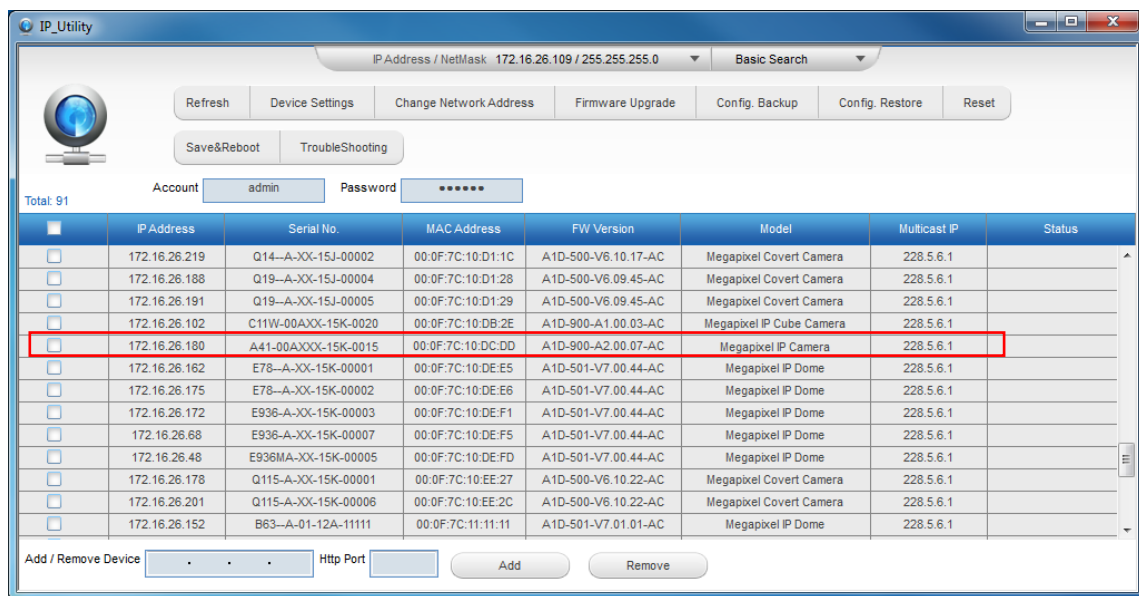 IP_Utility
IP Address / NetMask 172.16.26.109 / 255.255.255.0 Basic Search
Refresh Device Settings Change Network Address Firmware Upgrade Config. Backup Config. Restore Reset
Save&Reboot TroubleShooting
Account admin Password ●●●●●●
Total: 91
IP Address Serial No. MAC Address FW Version Model Multicast IP Status
172.16.26.219 Q14--A-XX-15J-00002 00:0F:7C:10:D1:1C A1D-500-V6.10.17-AC Megapixel Covert Camera 228.5.6.1
172.16.26.188 Q19--A-XX-15J-00004 00:0F:7C:10:D1:28 A1D-500-V6.09.45-AC Megapixel Covert Camera 228.5.6.1
172.16.26.191 Q19--A-XX-15J-00005 00:0F:7C:10:D1:29 A1D-500-V6.09.45-AC Megapixel Covert Camera 228.5.6.1
172.16.26.102 C11W-00AXX-15K-0020 00:0F:7C:10:DB:2E A1D-900-A1.00.03-AC Megapixel IP Cube Camera 228.5.6.1
172.16.26.180 A41-00AXXX-15K-0015 00:0F:7C:10:DC:DD A1D-900-A2.00.07-AC Megapixel IP Camera 228.5.6.1
172.16.26.162 E78--A-XX-15K-00001 00:0F:7C:10:DE:E5 A1D-501-V7.00.44-AC Megapixel IP Dome 228.5.6.1
172.16.26.175 E78--A-XX-15K-00002 00:0F:7C:10:DE:E6 A1D-501-V7.00.44-AC Megapixel IP Dome 228.5.6.1
172.16.26.172 E936-A-XX-15K-00003 00:0F:7C:10:DE:F1 A1D-501-V7.00.44-AC Megapixel IP Dome 228.5.6.1
172.16.26.68 E936-A-XX-15K-00007 00:0F:7C:10:DE:F5 A1D-501-V7.00.44-AC Megapixel IP Dome 228.5.6.1
172.16.26.48 E936MA-XX-15K-00005 00:0F:7C:10:DE:FD A1D-501-V7.00.44-AC Megapixel IP Dome 228.5.6.1
172.16.26.178 Q115-A-XX-15K-00001 00:0F:7C:10:EE:27 A1D-500-V6.10.22-AC Megapixel Covert Camera 228.5.6.1
172.16.26.201 Q115-A-XX-15K-00006 00:0F:7C:10:EE:2C A1D-500-V6.10.22-AC Megapixel Covert Camera 228.5.6.1
172.16.26.152 B63--A-01-12A-11111 00:0F:7C:11:11:11 A1D-501-V7.01.01-AC Megapixel IP Dome 228.5.6.1
Add / Remove Device . . . Http Port Add Remove